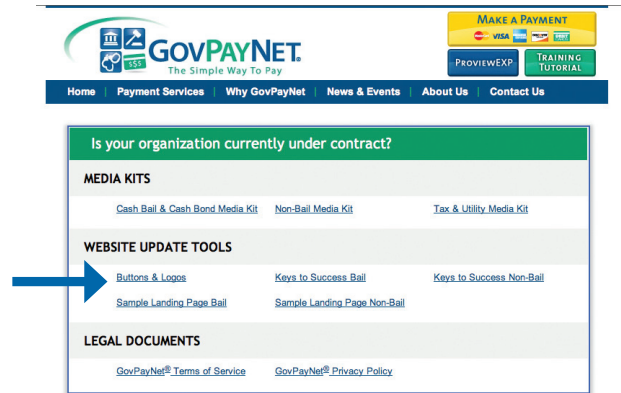 MAKE A PAYMENT
VISA
GOVPAYNET.
$$$
The Simple Way To Pay
PROVIEWEXP
TRAINING TUTORIAL
Home | Payment Services | Why GovPayNet | News & Events | About Us | Contact Us
Is your organization currently under contract?
MEDIA KITS
Cash Bail & Cash Bond Media Kit Non-Bail Media Kit Tax & Utility Media Kit
WEBSITE UPDATE TOOLS
Buttons & Logos Keys to Success Bail Keys to Success Non-Bail
Sample Landing Page Bail Sample Landing Page Non-Bail
LEGAL DOCUMENTS
GovPayNet® Terms of Service GovPayNet® Privacy Policy